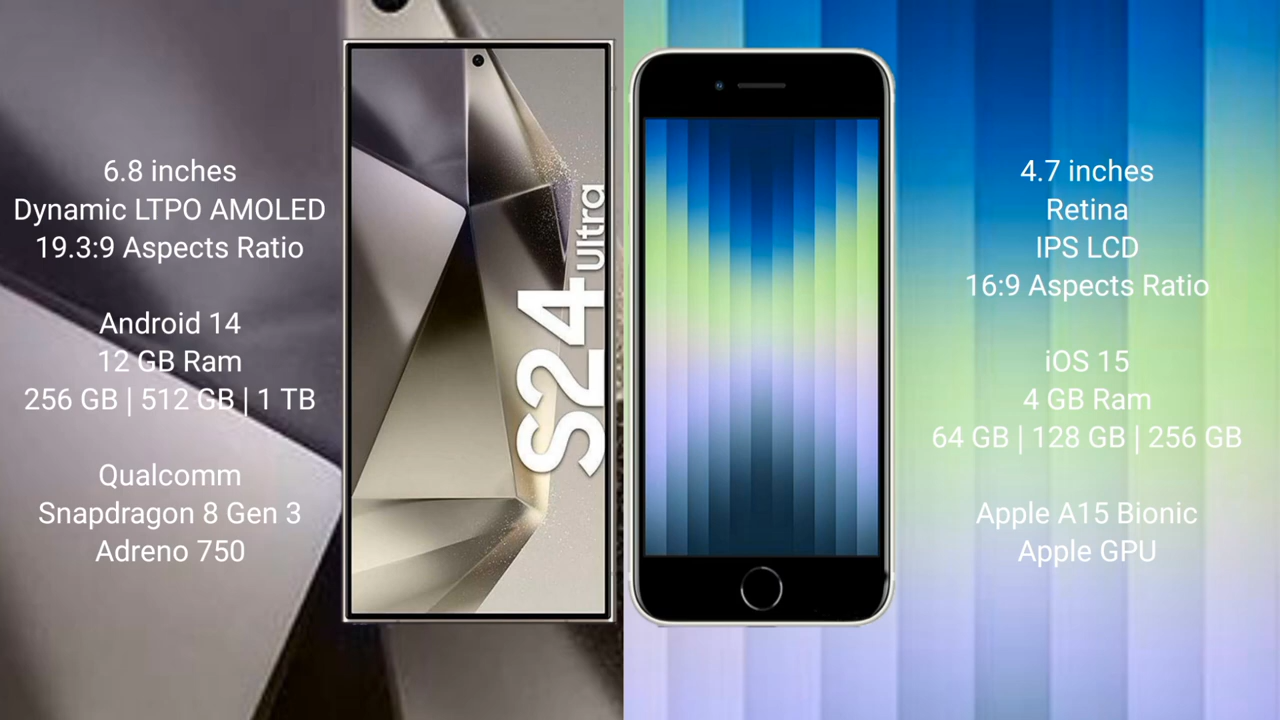 6.8 inches
Dynamic LTPO AMOLED
19.3:9 Aspects Ratio
Android 14
12 GB Ram
256 GB | 512 GB | 1 TB
Qualcomm
Snapdragon 8 Gen 3
Adreno 750
S24 ultra
4.7 inches
Retina
IPS LCD
16:9 Aspects Ratio
iOS 15
4 GB Ram
64 GB | 128 GB | 256 GB
Apple A15 Bionic
Apple GPU